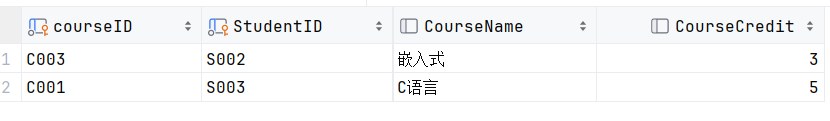 courseID StudentID CourseName CourseCredit
1 C003 S002 嵌入式 3
2 C001 S003 C语言 5